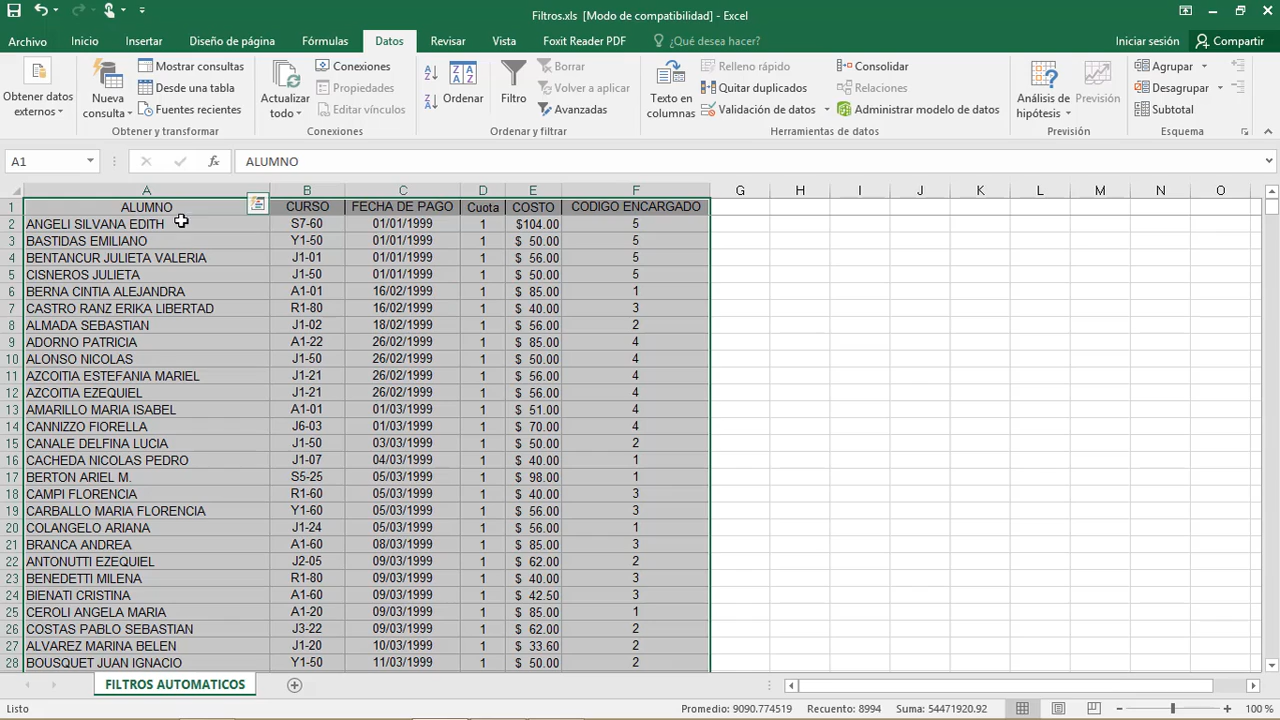 Filtros.xls [Modo de compatibilidad] - Excel
Archivo Inicio Insertar Diseño de página Fórmulas Datos Revisar Vista Foxit Reader PDF ¿Qué desea hacer? Iniciar sesión Compartir
Obtener datos externos
Nueva consulta
Mostrar consultas
Desde una tabla
Fuentes recientes
Obtener y transformar
Actualizar todo
Conexiones
Propiedades
Editar vínculos
Conexiones
Ordenar
Filtro
Borrar
Volver a aplicar
Avanzadas
Ordenar y filtrar
Texto en columnas
Relleno rápido
Quitar duplicados
Validación de datos
Consolidar
Relaciones
Administrar modelo de datos
Herramientas de datos
Análisis de hipótesis
Previsión
Previsión
Agrupar
Desagrupar
Subtotal
Esquema
A1 fx ALUMNO
A B C D E F G H I J K L M N O
1 ALUMNO CURSO FECHA DE PAGO Cuota COSTO CODIGO ENCARGADO
2 ANGELI SILVANA EDITH S7-60 01/01/1999 1 $104.00 5
3 BASTIDAS EMILIANO Y1-50 01/01/1999 1 $ 50.00 5
4 BENTANCUR JULIETA VALERIA J1-01 01/01/1999 1 $ 56.00 5
5 CISNEROS JULIETA J1-50 01/01/1999 1 $ 50.00 5
6 BERNA CINTIA ALEJANDRA A1-01 16/02/1999 1 $ 85.00 1
7 CASTRO RANZ ERIKA LIBERTAD R1-80 16/02/1999 1 $ 40.00 3
8 ALMADA SEBASTIAN J1-02 18/02/1999 1 $ 56.00 2
9 ADORNO PATRICIA A1-22 26/02/1999 1 $ 85.00 4
10 ALONSO NICOLAS J1-50 26/02/1999 1 $ 50.00 4
11 AZCOITIA ESTEFANIA MARIEL J1-21 26/02/1999 1 $ 56.00 4
12 AZCOITIA EZEQUIEL J1-21 26/02/1999 1 $ 56.00 4
13 AMARILLO MARIA ISABEL A1-01 01/03/1999 1 $ 51.00 4
14 CANNIZZO FIORELLA J6-03 01/03/1999 1 $ 70.00 4
15 CANALE DELFINA LUCIA J1-50 03/03/1999 1 $ 50.00 2
16 CACHEDA NICOLAS PEDRO J1-07 04/03/1999 1 $ 40.00 1
17 BERTON ARIEL M. S5-25 05/03/1999 1 $ 98.00 1
18 CAMPI FLORENCIA R1-60 05/03/1999 1 $ 40.00 3
19 CARBALLO MARIA FLORENCIA Y1-60 05/03/1999 1 $ 56.00 3
20 COLANGELO ARIANA J1-24 05/03/1999 1 $ 56.00 1
21 BRANCA ANDREA A1-60 08/03/1999 1 $ 85.00 3
22 ANTONUTTI EZEQUIEL J2-05 09/03/1999 1 $ 62.00 2
23 BENEDETTI MILENA R1-80 09/03/1999 1 $ 40.00 3
24 BIENATI CRISTINA A1-60 09/03/1999 1 $ 42.50 3
25 CEROLI ANGELA MARIA A1-20 09/03/1999 1 $ 85.00 1
26 COSTAS PABLO SEBASTIAN J3-22 09/03/1999 1 $ 62.00 2
27 ALVAREZ MARINA BELEN J1-20 10/03/1999 1 $ 33.60 2
28 BOUSQUET JUAN IGNACIO Y1-50 11/03/1999 1 $ 50.00 2
FILTROS AUTOMATICOS
Listo Promedio: 9090.774519 Recuento: 8994 Suma: 54471920.92 100 %